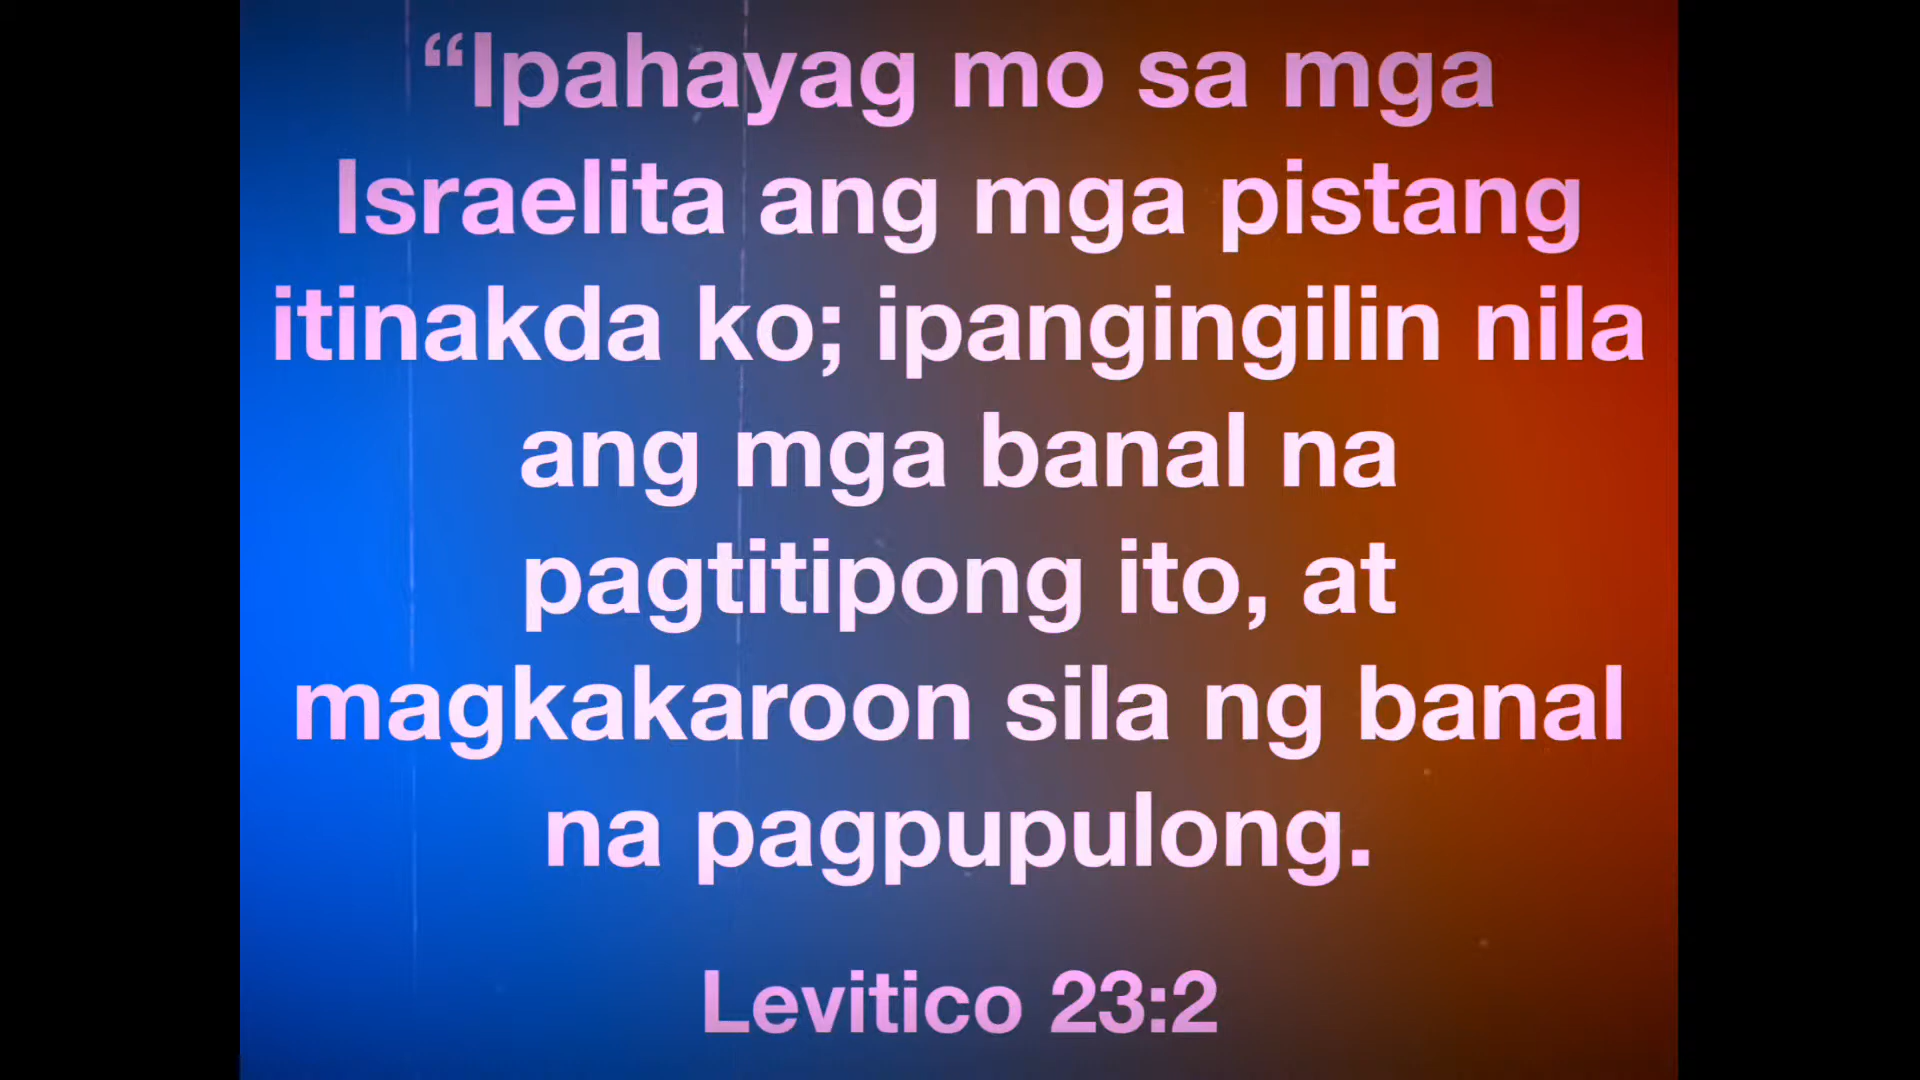 “Ipahayag mo sa mga
Israelita ang mga pistang
itinakda ko; ipangingilin nila
ang mga banal na
pagtitipong ito, at
magkakaroon sila ng banal
na pagpupulong.
Levitico 23:2